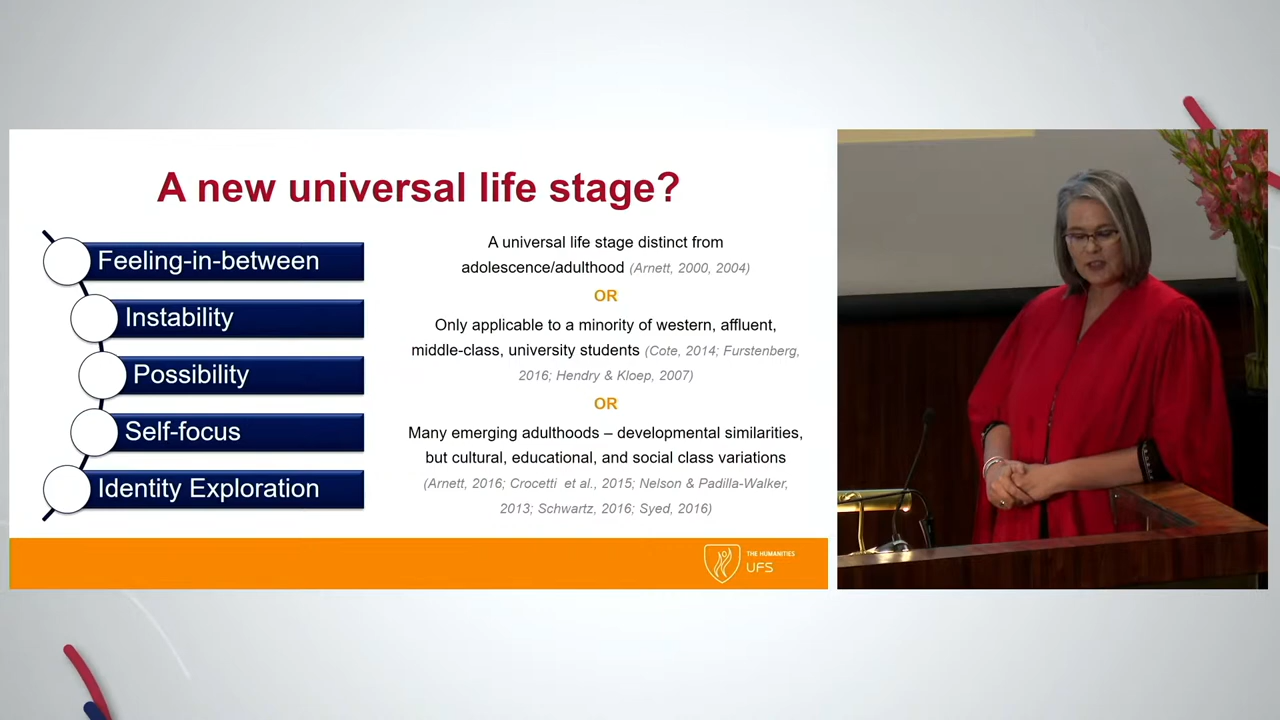 A new universal life stage?
Feeling-in-between
Instability
Possibility
Self-focus
Identity Exploration
A universal life stage distinct from
adolescence/adulthood (Arnett, 2000, 2004)
OR
Only applicable to a minority of western, affluent,
middle-class, university students (Cote, 2014; Furstenberg,
2016; Hendry & Kloep, 2007)
OR
Many emerging adulthoods – developmental similarities,
but cultural, educational, and social class variations
(Arnett, 2016; Crocetti et al., 2015; Nelson & Padilla-Walker,
2013; Schwartz, 2016; Syed, 2016)
THE HUMANITIES
UFS